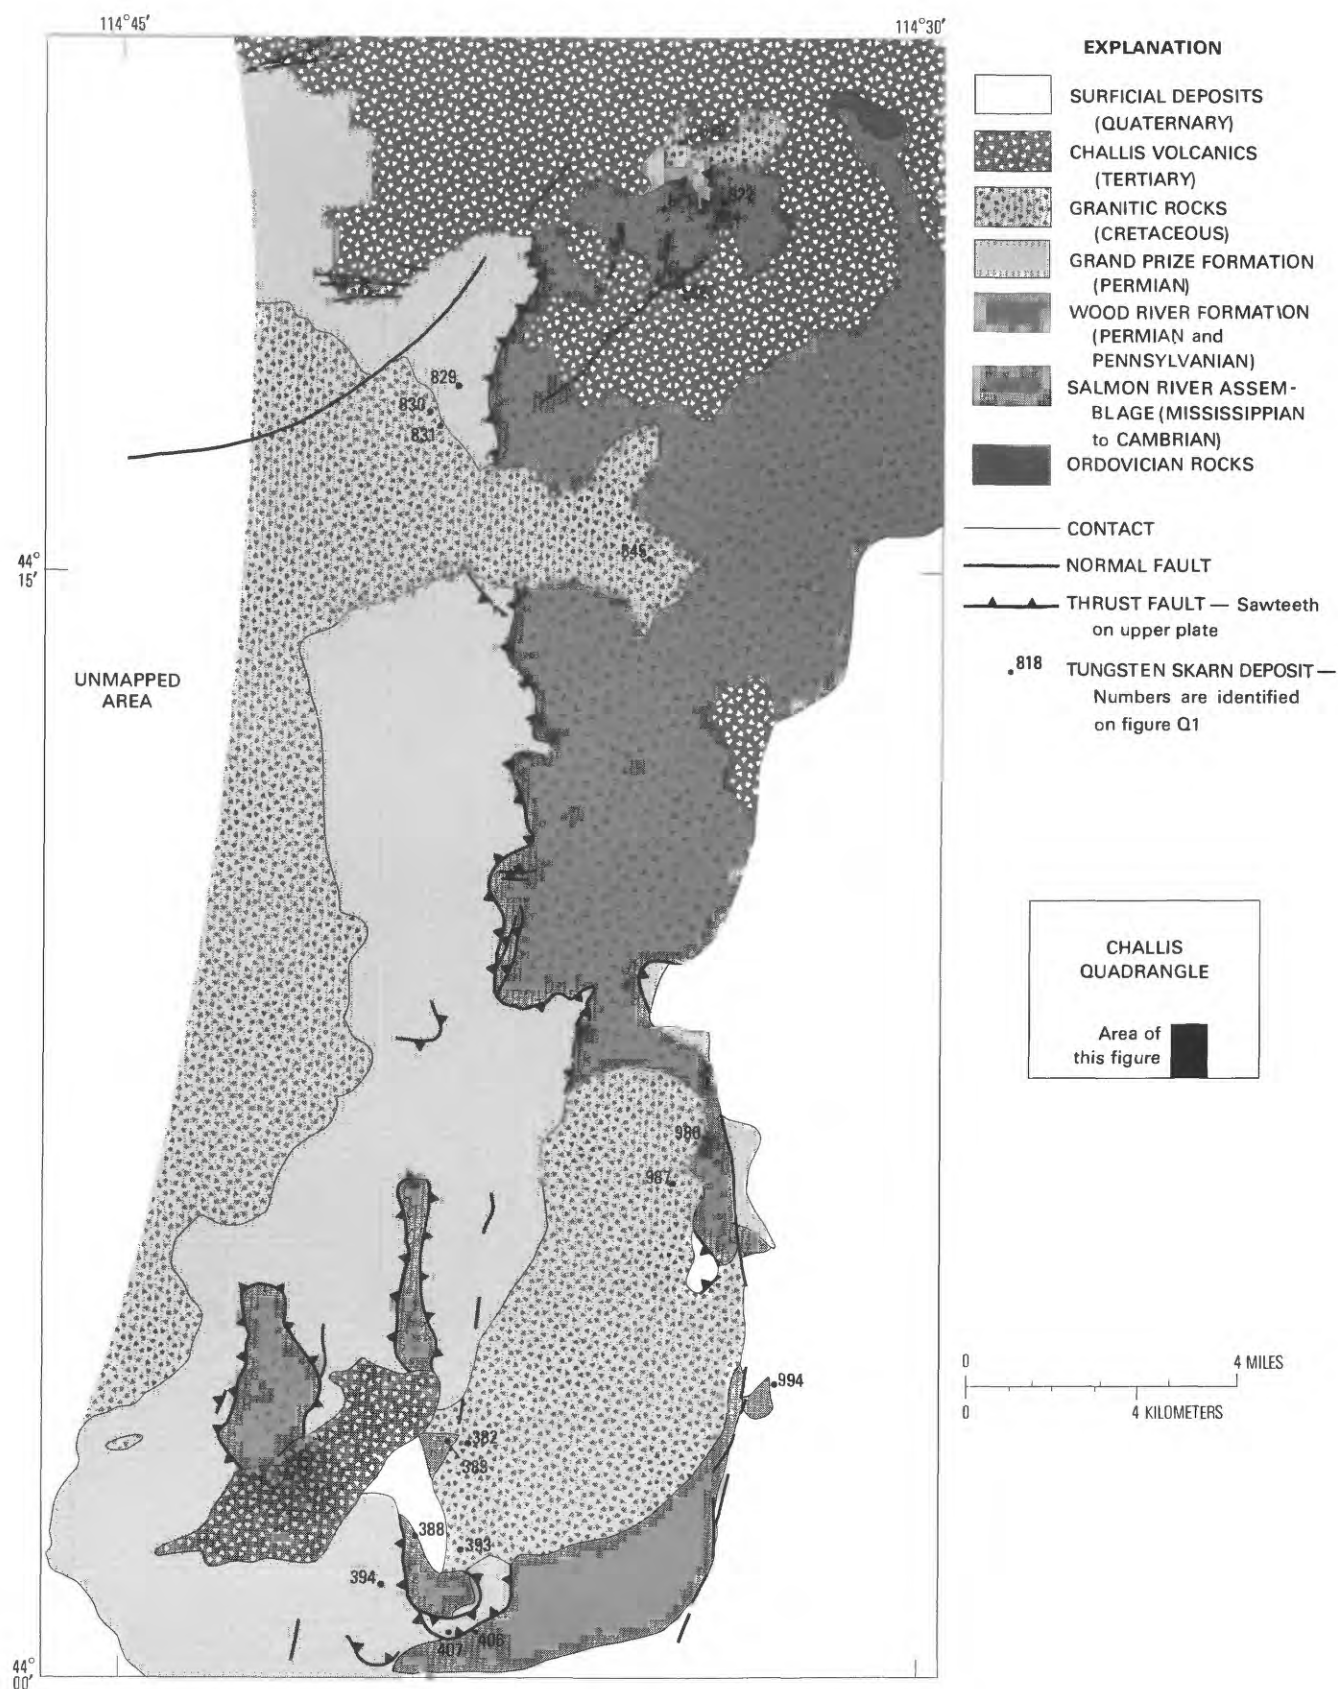 114°45′
114°30′
EXPLANATION
SURFICIAL DEPOSITS
(QUATERNARY)
CHALLIS VOLCANICS
(TERTIARY)
GRANITIC ROCKS
(CRETACEOUS)
GRAND PRIZE FORMATION
(PERMIAN)
WOOD RIVER FORMATION
(PERMIAN and
PENNSYLVANIAN)
SALMON RIVER ASSEM-
BLAGE (MISSISSIPPIAN
to CAMBRIAN)
ORDOVICIAN ROCKS
CONTACT
NORMAL FAULT
THRUST FAULT — Sawteeth
on upper plate
818
TUNGSTEN SKARN DEPOSIT —
Numbers are identified
on figure Q1
829
830
831
44°
15′
845
UNMAPPED
AREA
CHALLIS
QUADRANGLE
Area of
this figure
987
0
4 MILES
0
4 KILOMETERS
994
382
388
393
394
407
406
44°
00′